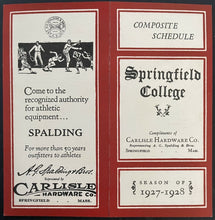 Come to the
recognized authority
for athletic
equipment...
SPALDING
For more than 50 years
outfitters to athletes
A.G. Spalding & Bros.
Represented by
CARLISLE
HARDWARE CO.
SPRINGFIELD MASS.
COMPOSITE
SCHEDULE
Springfield
College
Compliments of
CARLISLE HARDWARE CO.
Representing A. G. Spalding & Bros.
SPRINGFIELD MASS.
SEASON OF
1927-1928